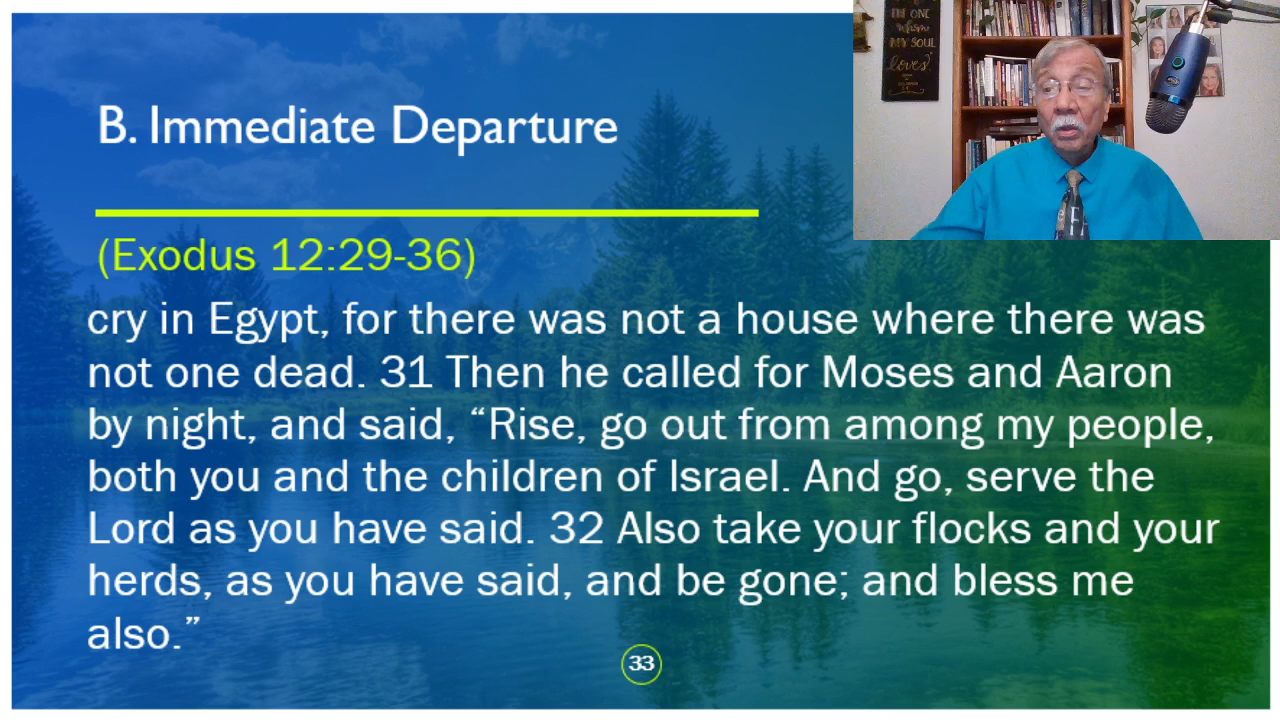 B. Immediate Departure
(Exodus 12:29-36)
cry in Egypt, for there was not a house where there was
not one dead. 31 Then he called for Moses and Aaron
by night, and said, “Rise, go out from among my people,
both you and the children of Israel. And go, serve the
Lord as you have said. 32 Also take your flocks and your
herds, as you have said, and be gone; and bless me
also.”
33
MY SOUL
loves